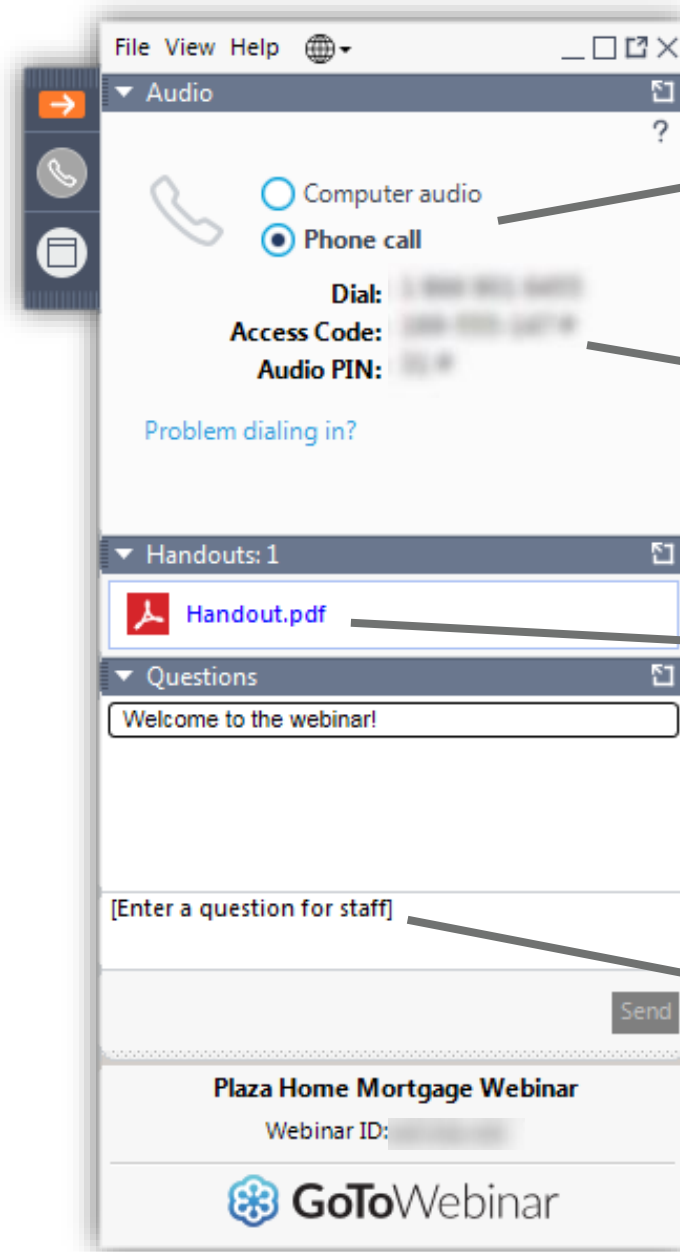 File View Help
Audio
?
Computer audio
Phone call
Dial:
Access Code:
Audio PIN:
Problem dialing in?
Handouts: 1
Handout.pdf
Questions
Welcome to the webinar!
[Enter a question for staff]
Send
Plaza Home Mortgage Webinar
Webinar ID:
GoToWebinar